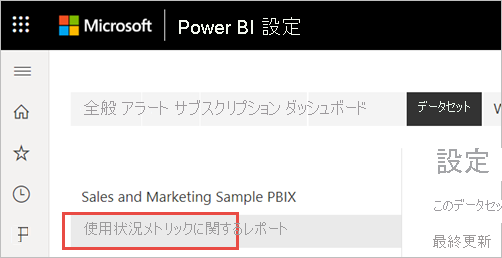 Microsoft Power BI 設定
全般 アラート サブスクリプション ダッシュボード データセット W
設定
Sales and Marketing Sample PBIX
このデータセッ
使用状況メトリックに関するレポート
最終更新